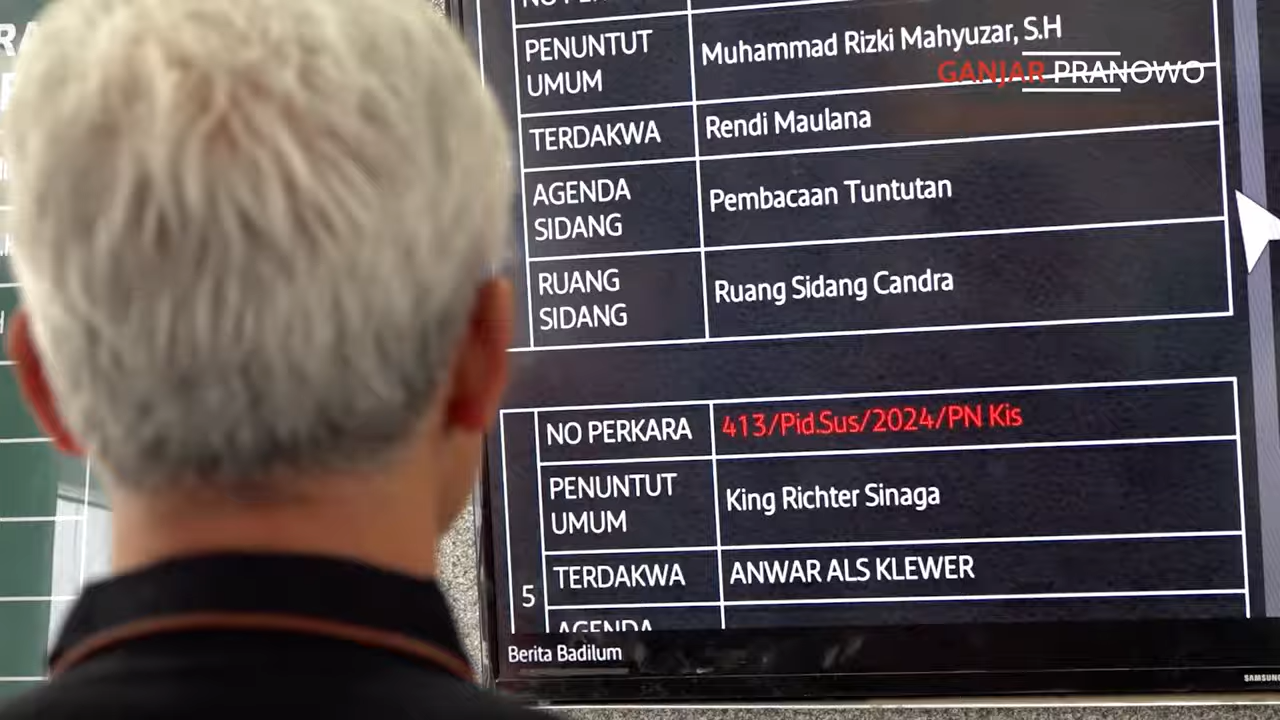 PENUNTUT UMUM
Muhammad Rizki Mahyuzar, S.H
GANJAR PRANOWO
TERDAKWA
Rendi Maulana
AGENDA SIDANG
Pembacaan Tuntutan
RUANG SIDANG
Ruang Sidang Candra
5
NO PERKARA
413/Pid.Sus/2024/PN Kis
PENUNTUT UMUM
King Richter Sinaga
TERDAKWA
ANWAR ALS KLEWER
AGENDA
Berita Badilum
SAMSUNG